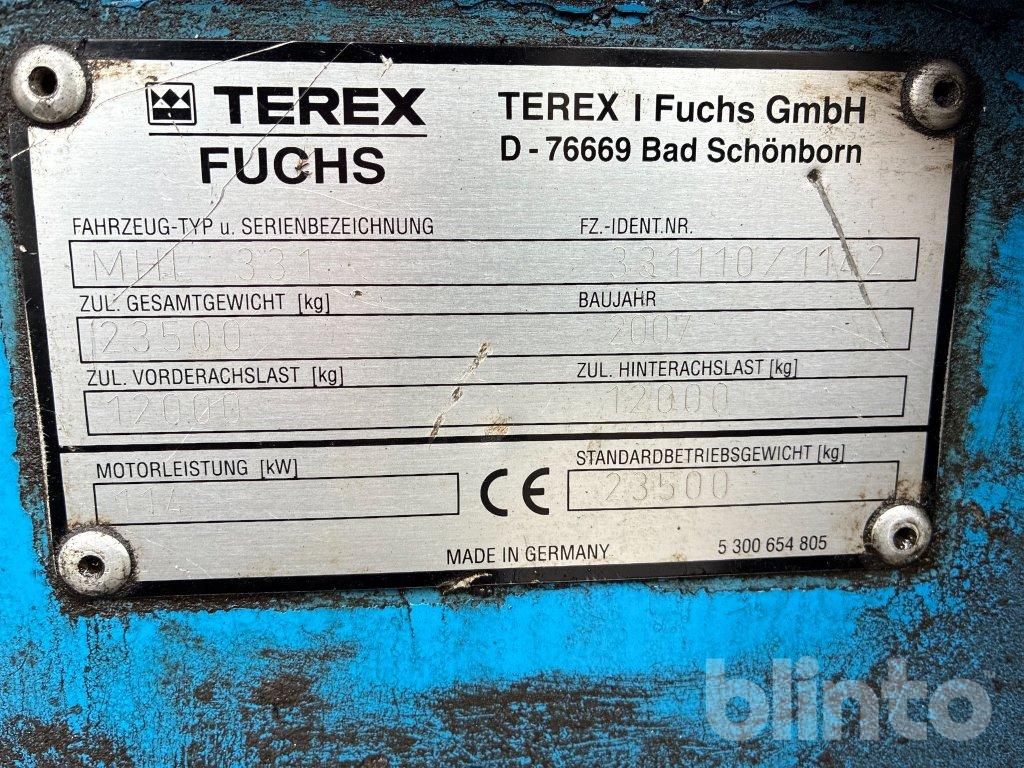 TEREX
FUCHS
TEREX I Fuchs GmbH
D - 76669 Bad Schönborn
FAHRZEUG-TYP u. SERIENBEZEICHNUNG
FZ.-IDENT.NR.
MHL 331
331110/1142
ZUL. GESAMTGEWICHT [kg]
BAUJAHR
23500
2007
ZUL. VORDERACHSLAST [kg]
ZUL. HINTERACHSLAST [kg]
12000
12000
MOTORLEISTUNG [kW]
STANDARDBETRIEBSGEWICHT [kg]
114
CE
23500
MADE IN GERMANY
5 300 654 805
blinto